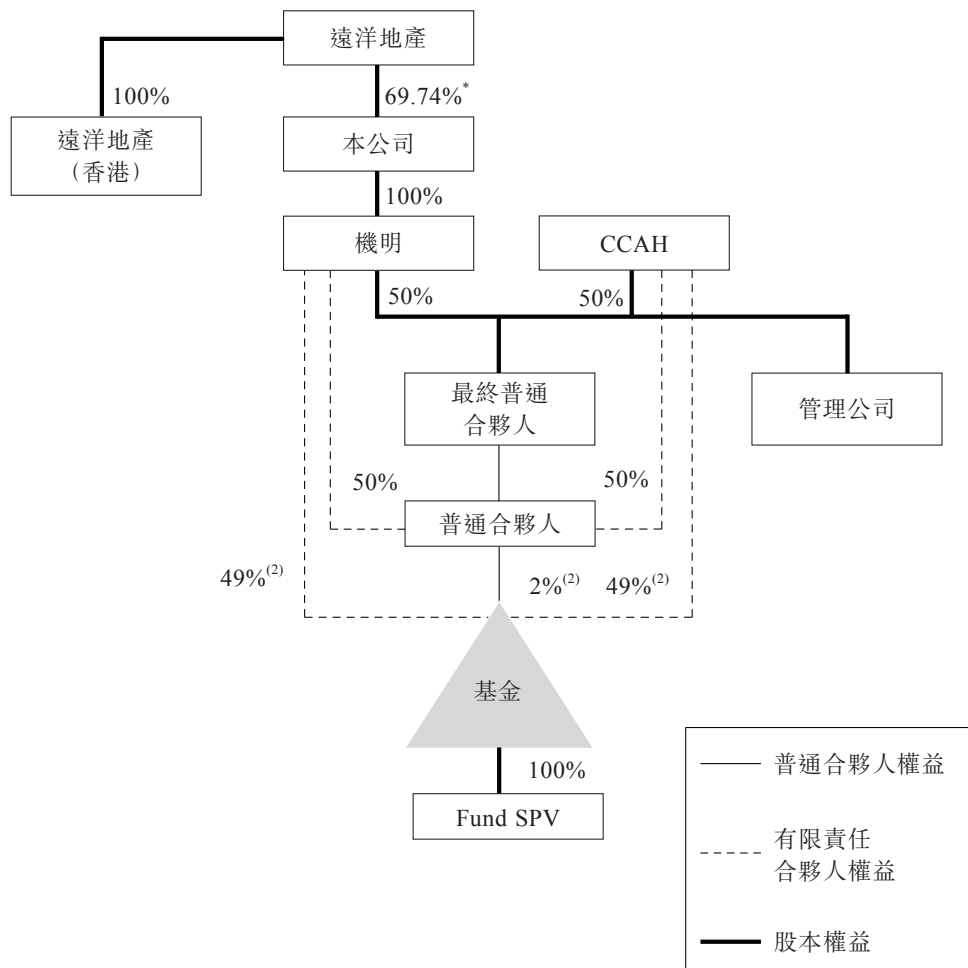 遠洋地產
100%
69.74%*
遠洋地產
（香港）
本公司
100%
機明
CCAH
50%
50%
最終普通
合夥人
管理公司
50%
50%
普通合夥人
49%(2)
2%(2)
49%(2)
基金
100%
Fund SPV
普通合夥人權益
有限責任
合夥人權益
股本權益